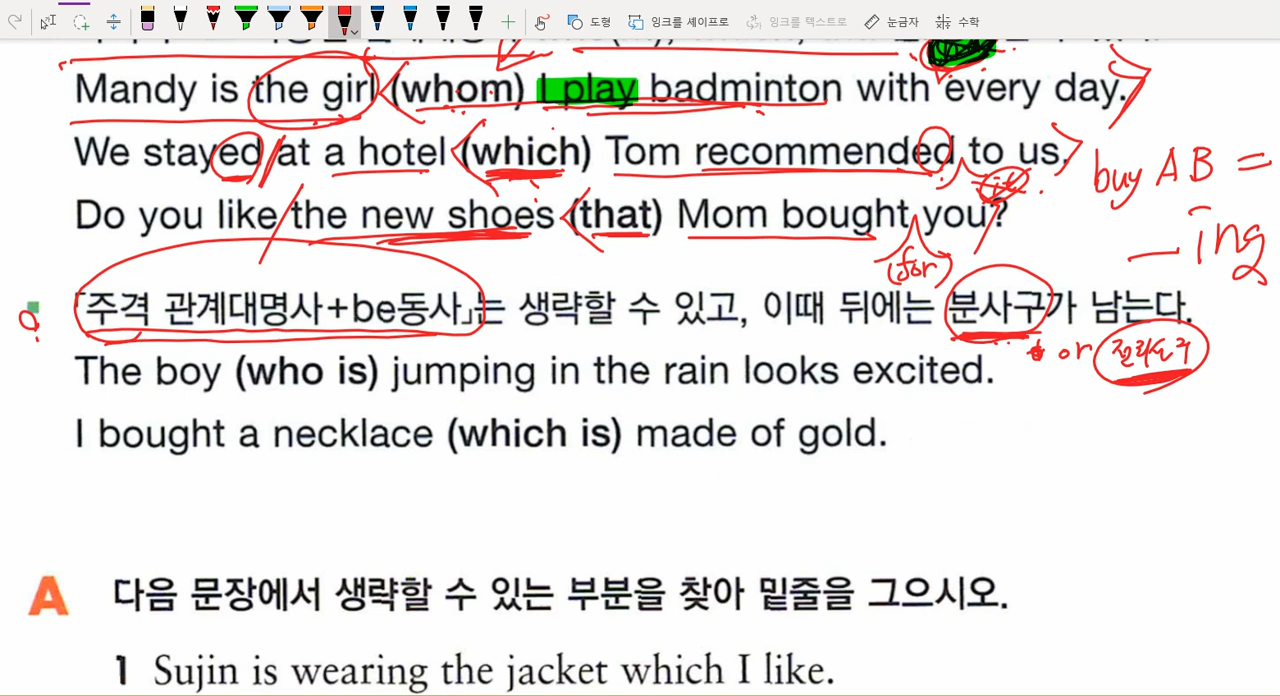 도형 잉크를 셰이프로 잉크를 텍스트로 눈금자 수학
Mandy is the girl (whom) I play badminton with every day.
We stayed at a hotel (which) Tom recommended to us.
buy A B =
Do you like the new shoes (that) Mom bought you?
(for)
ing
「주격 관계대명사+be동사」는 생략할 수 있고, 이때 뒤에는 분사구가 남는다.
or 전치사구
The boy (who is) jumping in the rain looks excited.
I bought a necklace (which is) made of gold.
A 다음 문장에서 생략할 수 있는 부분을 찾아 밑줄을 그으시오.
1 Sujin is wearing the jacket which I like.